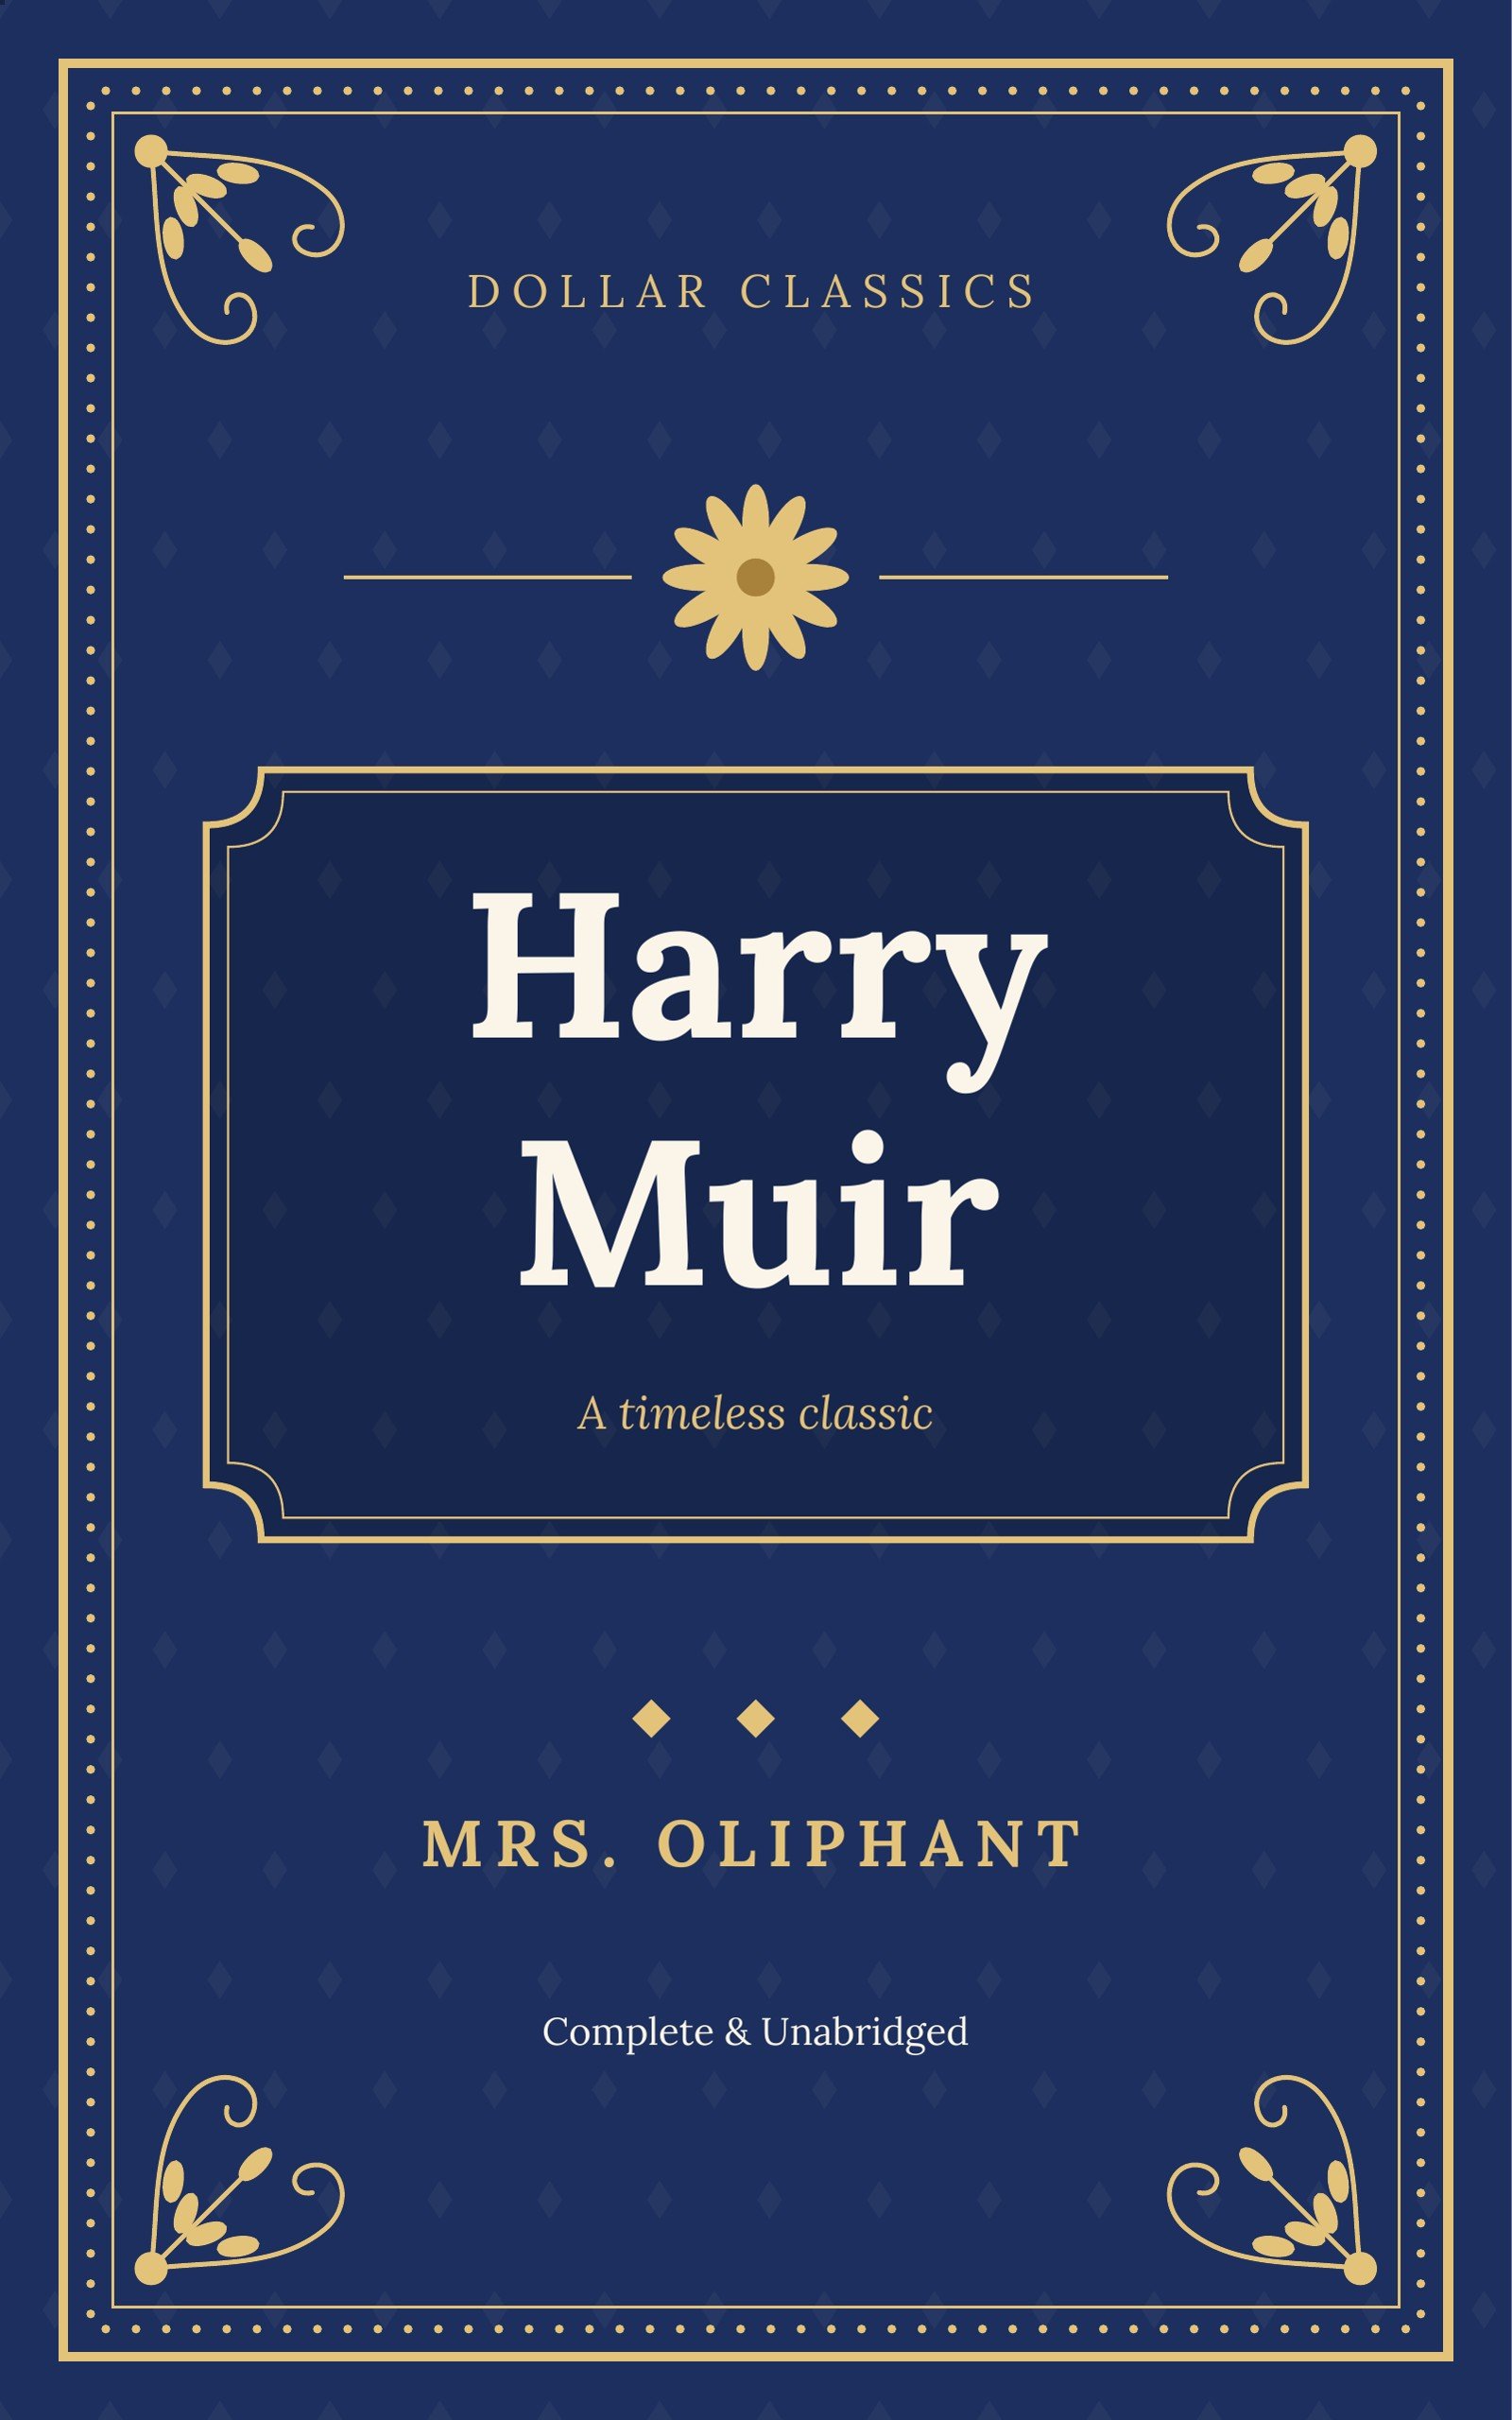 DOLLAR CLASSICS
Harry
Muir
A timeless classic
MRS. OLIPHANT
Complete & Unabridged